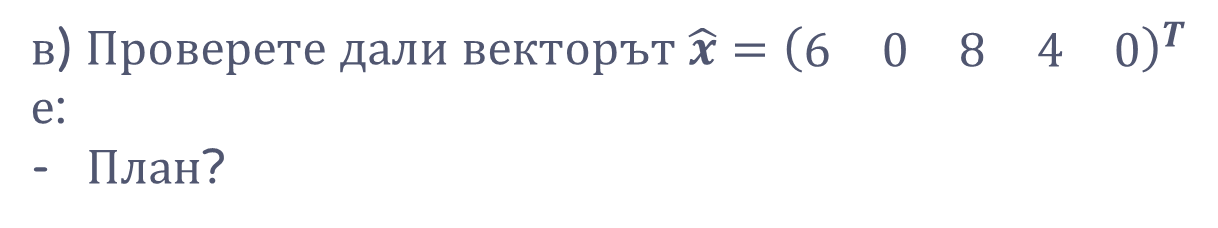 в) Проверете дали векторът x̂ = (6 0 8 4 0)ᵀ
е:
- План?